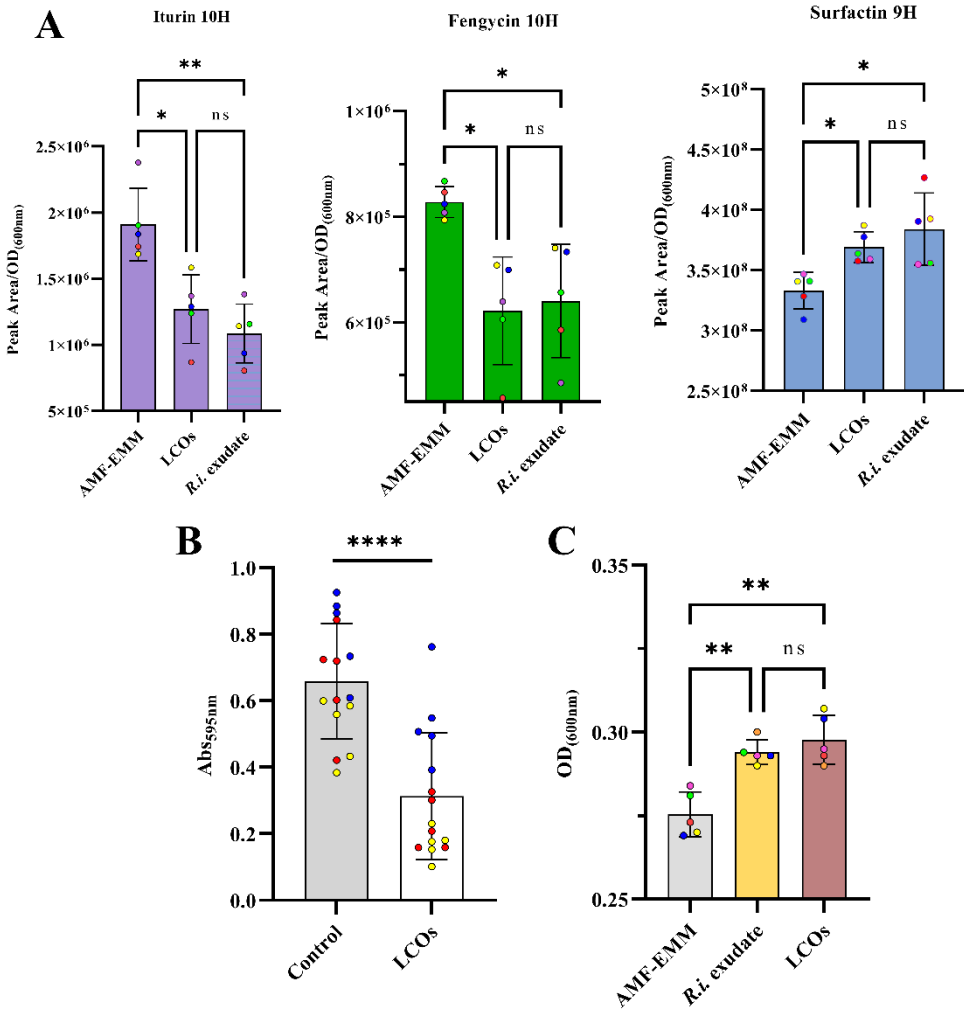 A
Iturin 10H
Peak Area/OD(600nm)
2.5×10⁶
2×10⁶
1.5×10⁶
1×10⁶
5×10⁵
**
*
ns
AMF-EMM
LCOs
R.i. exudate
Fengycin 10H
Peak Area/OD(600nm)
1×10⁶
8×10⁵
6×10⁵
*
*
ns
AMF-EMM
LCOs
R.i. exudate
Surfactin 9H
Peak Area/OD(600nm)
5×10⁸
4.5×10⁸
4×10⁸
3.5×10⁸
3×10⁸
2.5×10⁸
*
*
ns
AMF-EMM
LCOs
R.i. exudate
B
Abs595nm
1.0
0.8
0.6
0.4
0.2
0.0
****
Control
LCOs
C
OD(600nm)
0.35
0.30
0.25
**
**
ns
AMF-EMM
R.i. exudate
LCOs